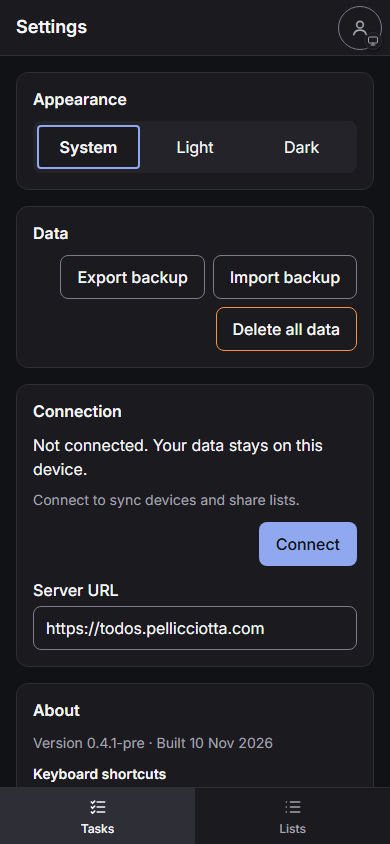 Settings
Appearance
System
Light
Dark
Data
Export backup
Import backup
Delete all data
Connection
Not connected. Your data stays on this
device.
Connect to sync devices and share lists.
Connect
Server URL
https://todos.pellicciotta.com
About
Version 0.4.1-pre · Built 10 Nov 2026
Keyboard shortcuts
Tasks
Lists